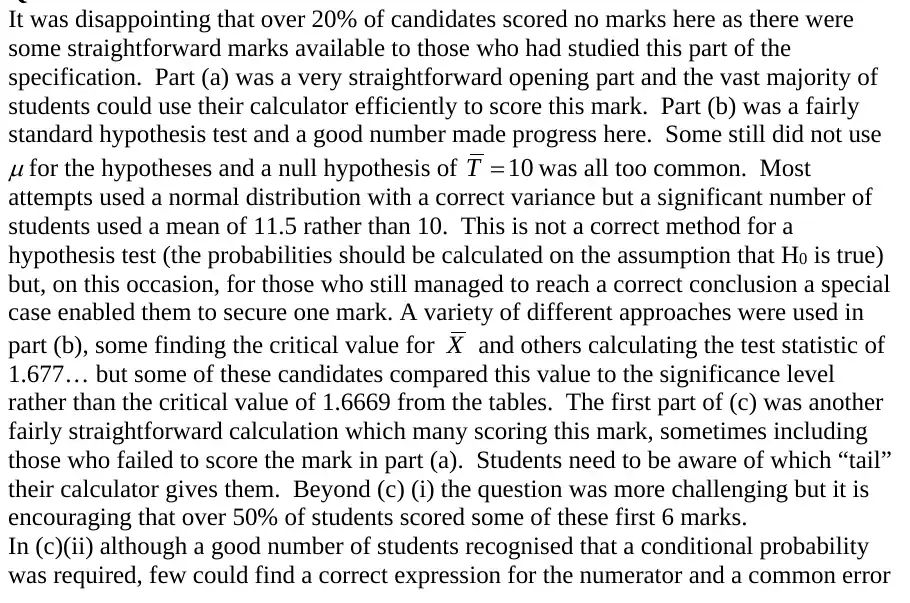 It was disappointing that over 20% of candidates scored no marks here as there were
some straightforward marks available to those who had studied this part of the
specification.  Part (a) was a very straightforward opening part and the vast majority of
students could use their calculator efficiently to score this mark.  Part (b) was a fairly
standard hypothesis test and a good number made progress here.  Some still did not use
μ for the hypotheses and a null hypothesis of T̅ = 10 was all too common.  Most
attempts used a normal distribution with a correct variance but a significant number of
students used a mean of 11.5 rather than 10.  This is not a correct method for a
hypothesis test (the probabilities should be calculated on the assumption that H₀ is true)
but, on this occasion, for those who still managed to reach a correct conclusion a special
case enabled them to secure one mark. A variety of different approaches were used in
part (b), some finding the critical value for X̅ and others calculating the test statistic of
1.677… but some of these candidates compared this value to the significance level
rather than the critical value of 1.6669 from the tables.  The first part of (c) was another
fairly straightforward calculation which many scoring this mark, sometimes including
those who failed to score the mark in part (a).  Students need to be aware of which “tail”
their calculator gives them.  Beyond (c) (i) the question was more challenging but it is
encouraging that over 50% of students scored some of these first 6 marks.
In (c)(ii) although a good number of students recognised that a conditional probability
was required, few could find a correct expression for the numerator and a common error